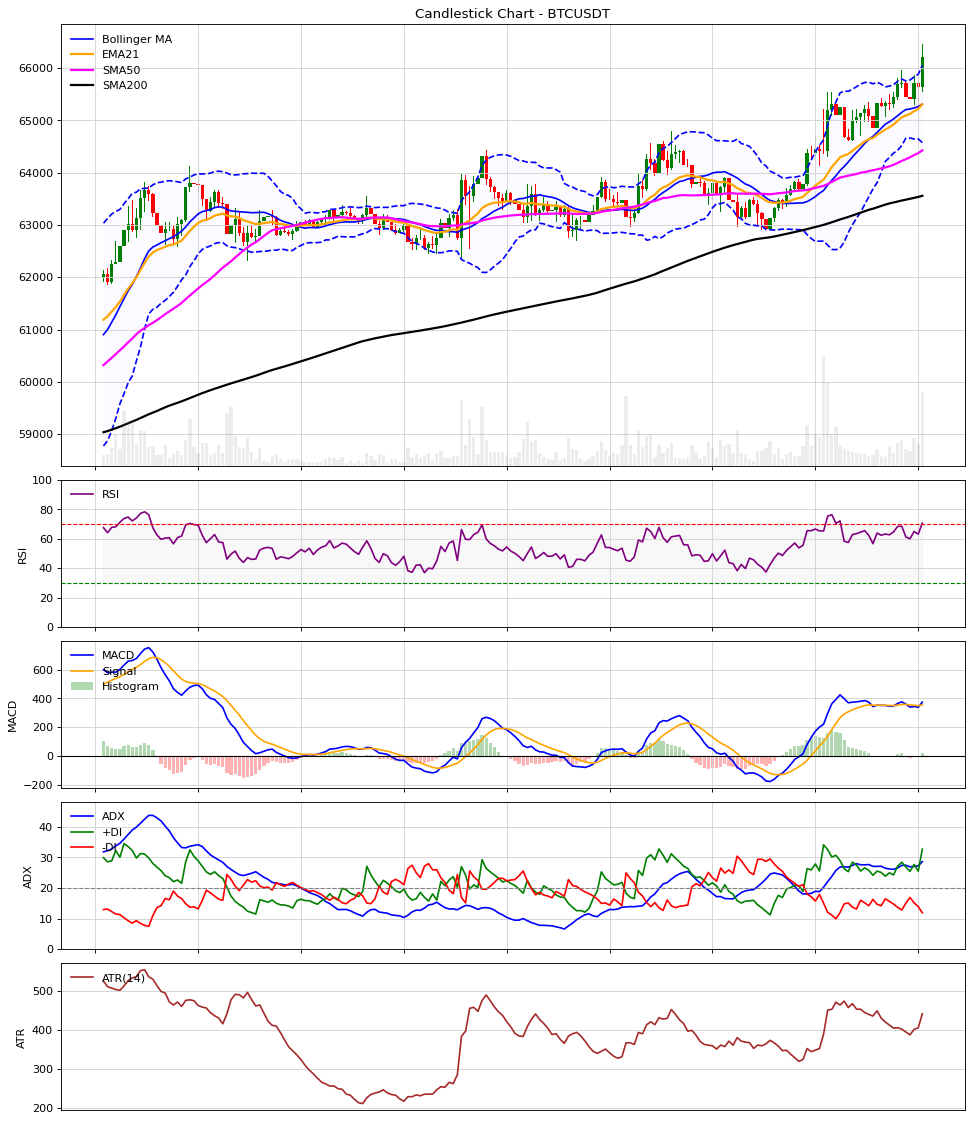 Candlestick Chart - BTCUSDT
Bollinger MA
EMA21
SMA50
SMA200
66000
65000
64000
63000
62000
61000
60000
59000
RSI
100
80
60
40
20
0
RSI
MACD
Signal
Histogram
600
400
200
0
−200
MACD
ADX
+DI
-DI
40
30
20
10
0
ADX
ATR(14)
500
400
300
200
ATR